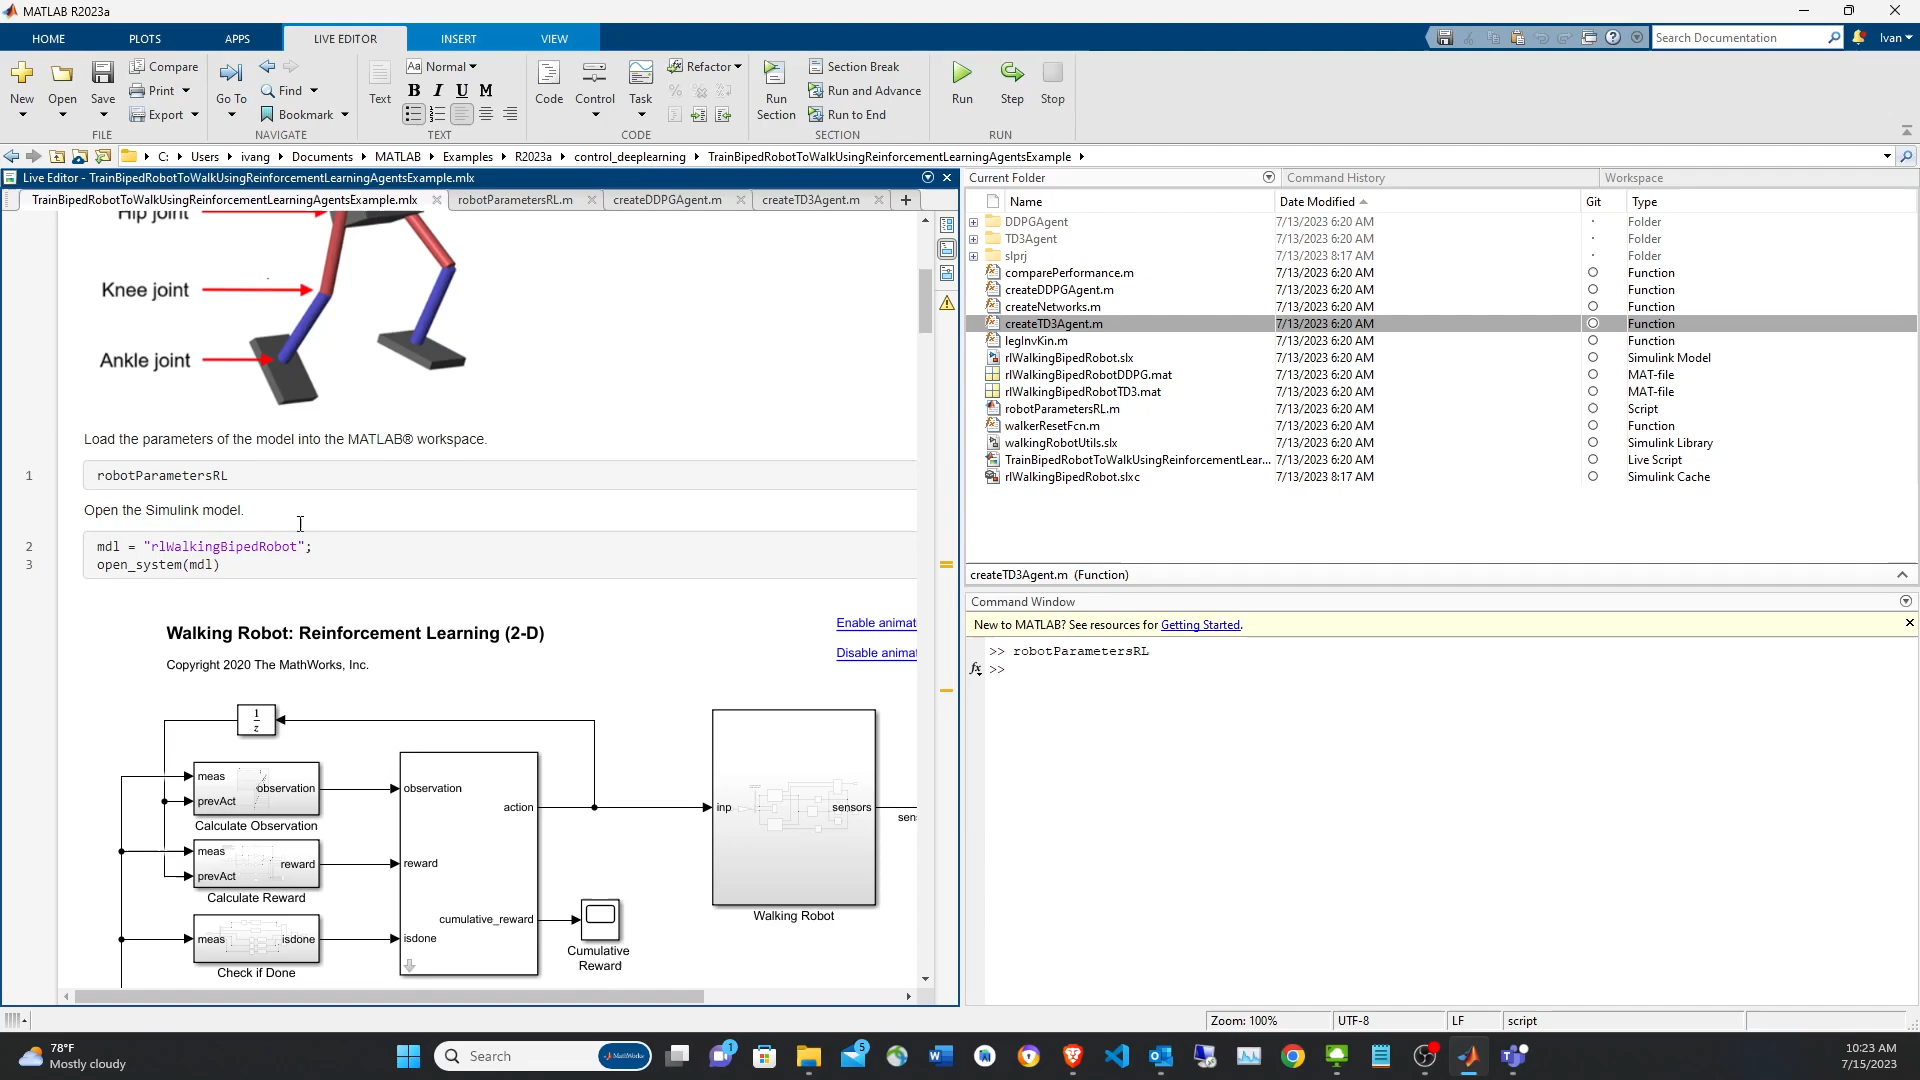 MATLAB R2023a
HOME PLOTS APPS LIVE EDITOR INSERT VIEW
Search Documentation
Ivan
New Open Save
Compare
Print
Export
FILE
Go To
Find
Bookmark
NAVIGATE
Text
Aa Normal
B I U M
TEXT
Code Control Task
Refactor
CODE
Run Section
Section Break
Run and Advance
Run to End
SECTION
Run Step Stop
RUN
C: Users ivang Documents MATLAB Examples R2023a control_deeplearning TrainBipedRobotToWalkUsingReinforcementLearningAgentsExample
Live Editor - TrainBipedRobotToWalkUsingReinforcementLearningAgentsExample.mlx
TrainBipedRobotToWalkUsingReinforcementLearningAgentsExample.mlx robotParametersRL.m createDDPGAgent.m createTD3Agent.m
Hip joint
Knee joint
Ankle joint
Load the parameters of the model into the MATLAB® workspace.
1 robotParametersRL
Open the Simulink model.
2 mdl = "rlWalkingBipedRobot";
3 open_system(mdl)
Walking Robot: Reinforcement Learning (2-D)
Copyright 2020 The MathWorks, Inc.
Enable animat
Disable animat
1
z
meas
prevAct
observation
Calculate Observation
meas
prevAct
reward
Calculate Reward
meas
isdone
Check if Done
observation
action
reward
cumulative_reward
isdone
Cumulative
Reward
inp
sensors
sens
Walking Robot
Current Folder Command History Workspace
Name Date Modified Git Type
DDPGAgent 7/13/2023 6:20 AM Folder
TD3Agent 7/13/2023 6:20 AM Folder
slprj 7/13/2023 8:17 AM Folder
comparePerformance.m 7/13/2023 6:20 AM Function
createDDPGAgent.m 7/13/2023 6:20 AM Function
createNetworks.m 7/13/2023 6:20 AM Function
createTD3Agent.m 7/13/2023 6:20 AM Function
legInvKin.m 7/13/2023 6:20 AM Function
rlWalkingBipedRobot.slx 7/13/2023 6:20 AM Simulink Model
rlWalkingBipedRobotDDPG.mat 7/13/2023 6:20 AM MAT-file
rlWalkingBipedRobotTD3.mat 7/13/2023 6:20 AM MAT-file
robotParametersRL.m 7/13/2023 6:20 AM Script
walkerResetFcn.m 7/13/2023 6:20 AM Function
walkingRobotUtils.slx 7/13/2023 6:20 AM Simulink Library
TrainBipedRobotToWalkUsingReinforcementLear... 7/13/2023 6:20 AM Live Script
rlWalkingBipedRobot.slxc 7/13/2023 8:17 AM Simulink Cache
createTD3Agent.m (Function)
Command Window
New to MATLAB? See resources for Getting Started.
>> robotParametersRL
fx >>
Zoom: 100% UTF-8 LF script
78°F
Mostly cloudy
Search
MathWorks
1
5
10:23 AM
7/15/2023